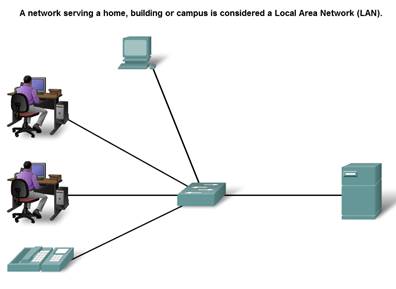 A network serving a home, building or campus is considered a Local Area Network (LAN).